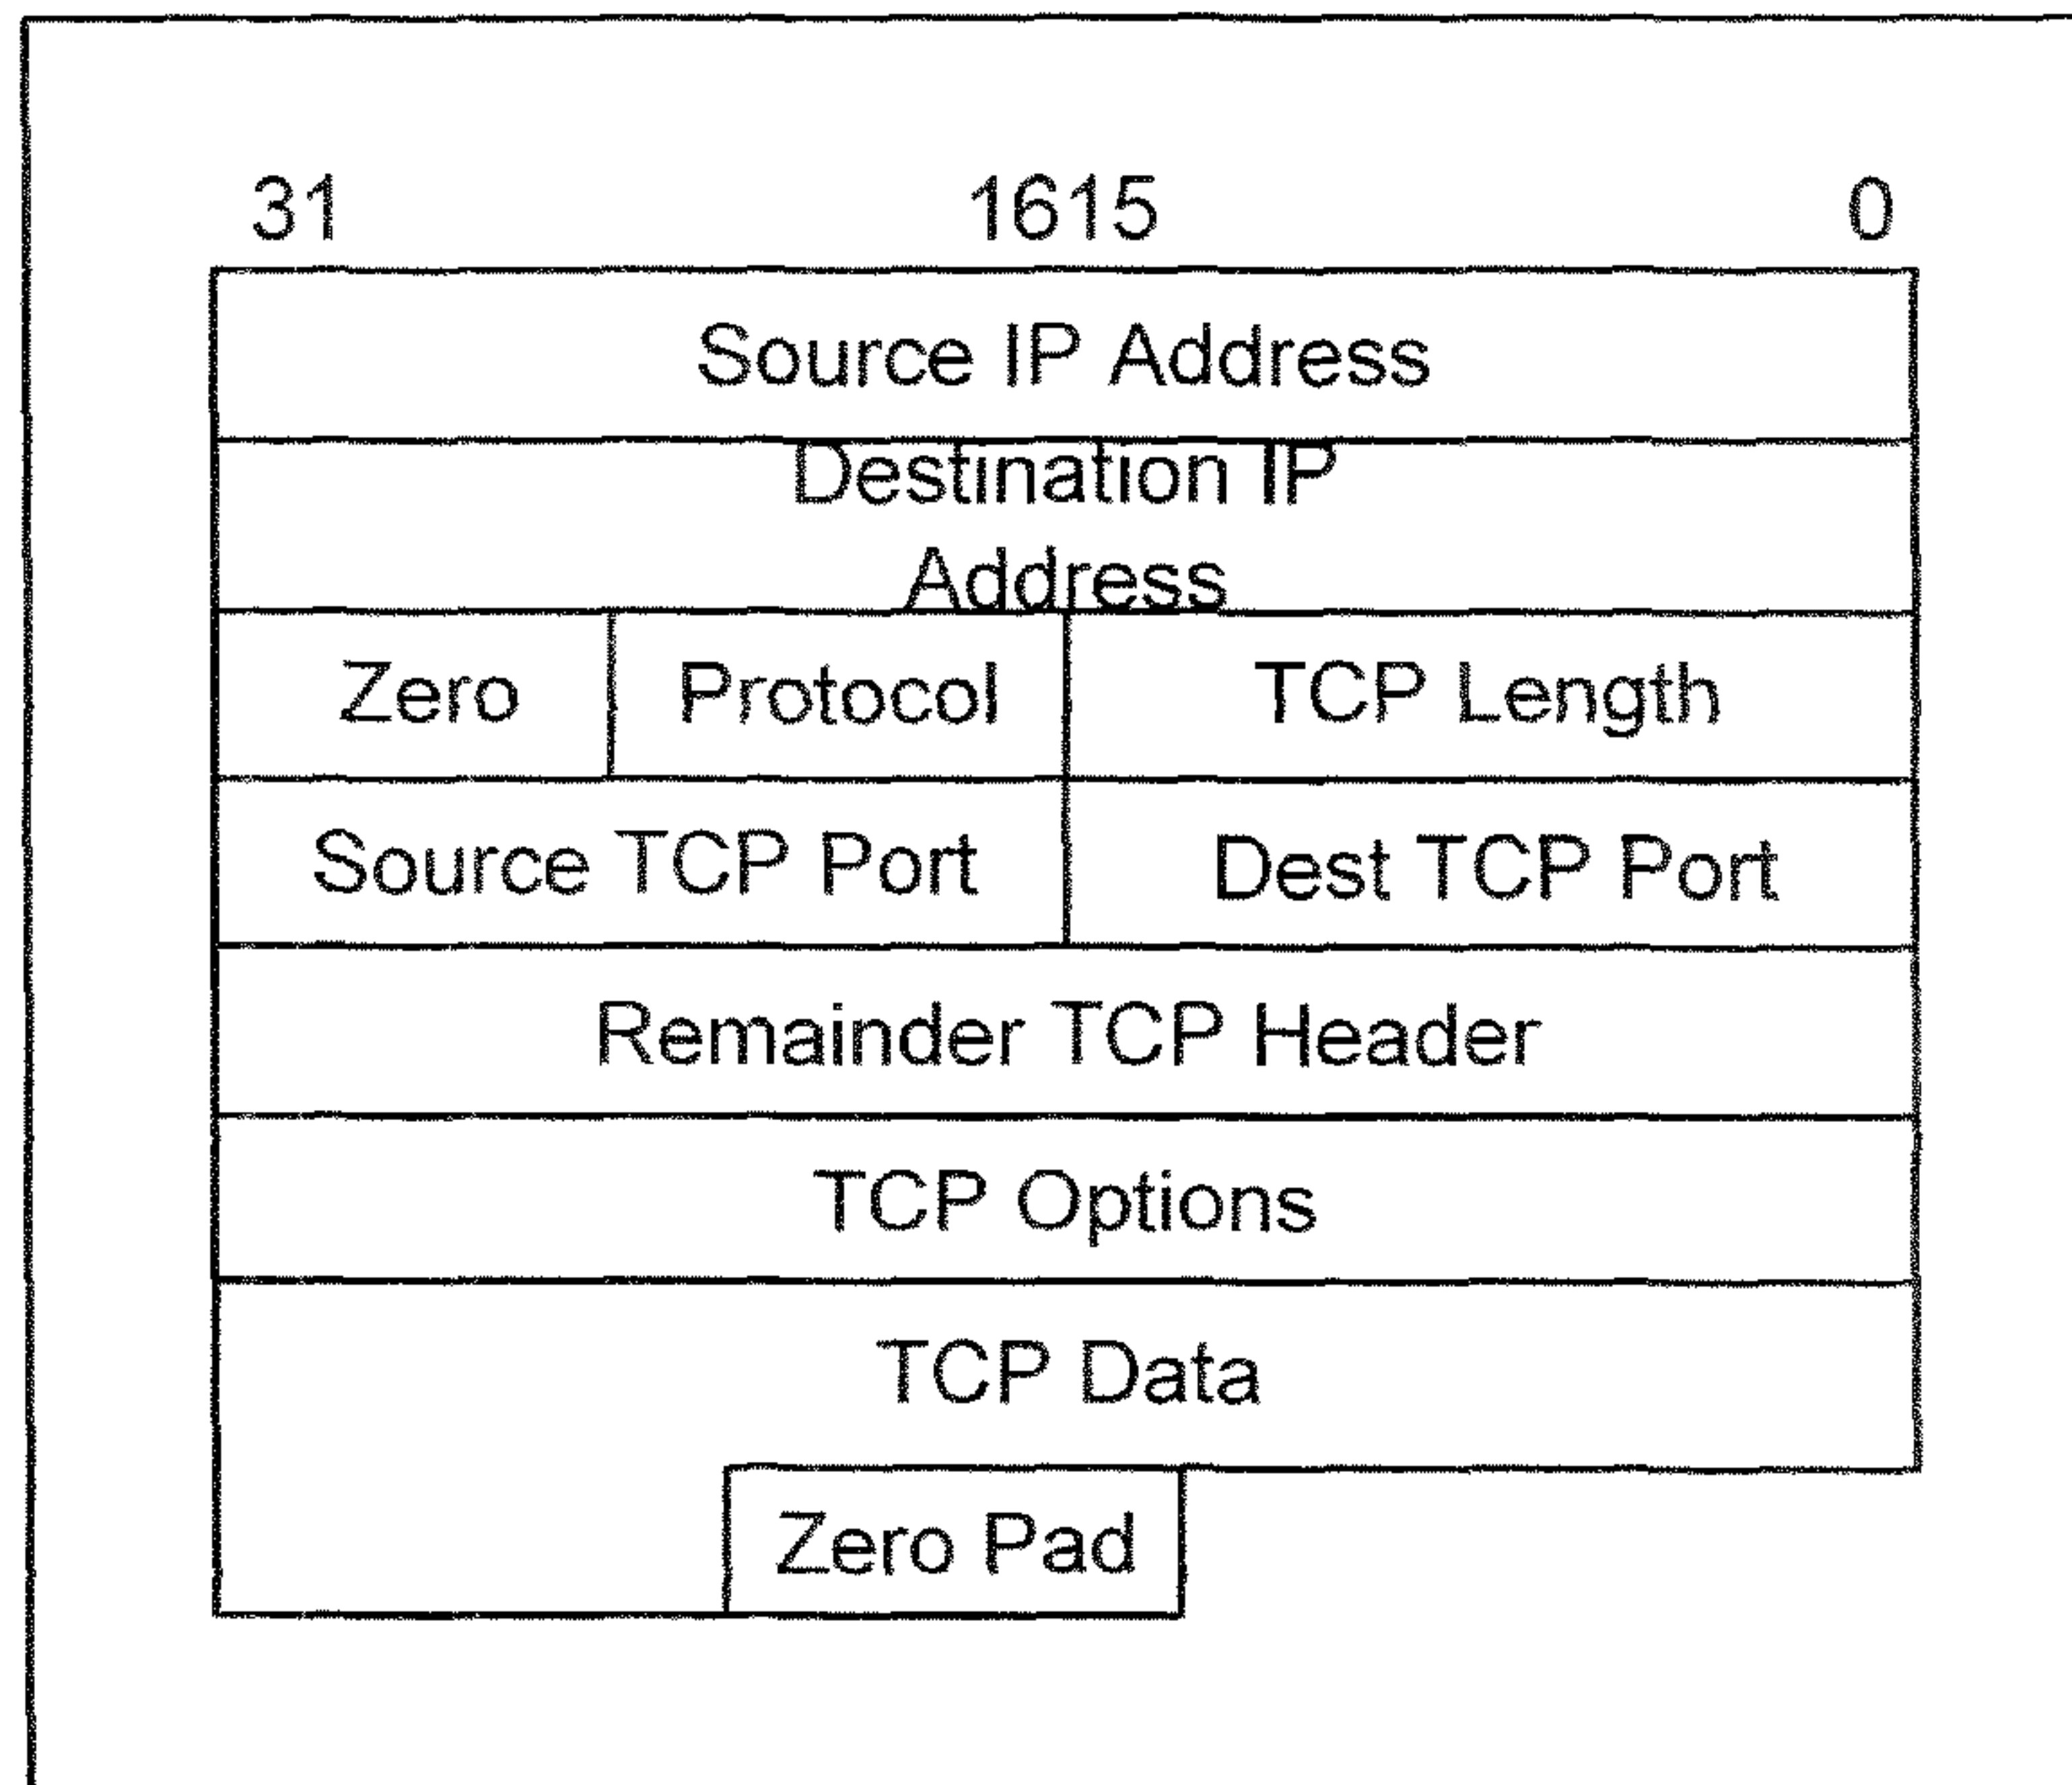 31 1615 0
Source IP Address
Destination IP
Address
Zero Protocol TCP Length
Source TCP Port Dest TCP Port
Remainder TCP Header
TCP Options
TCP Data
Zero Pad